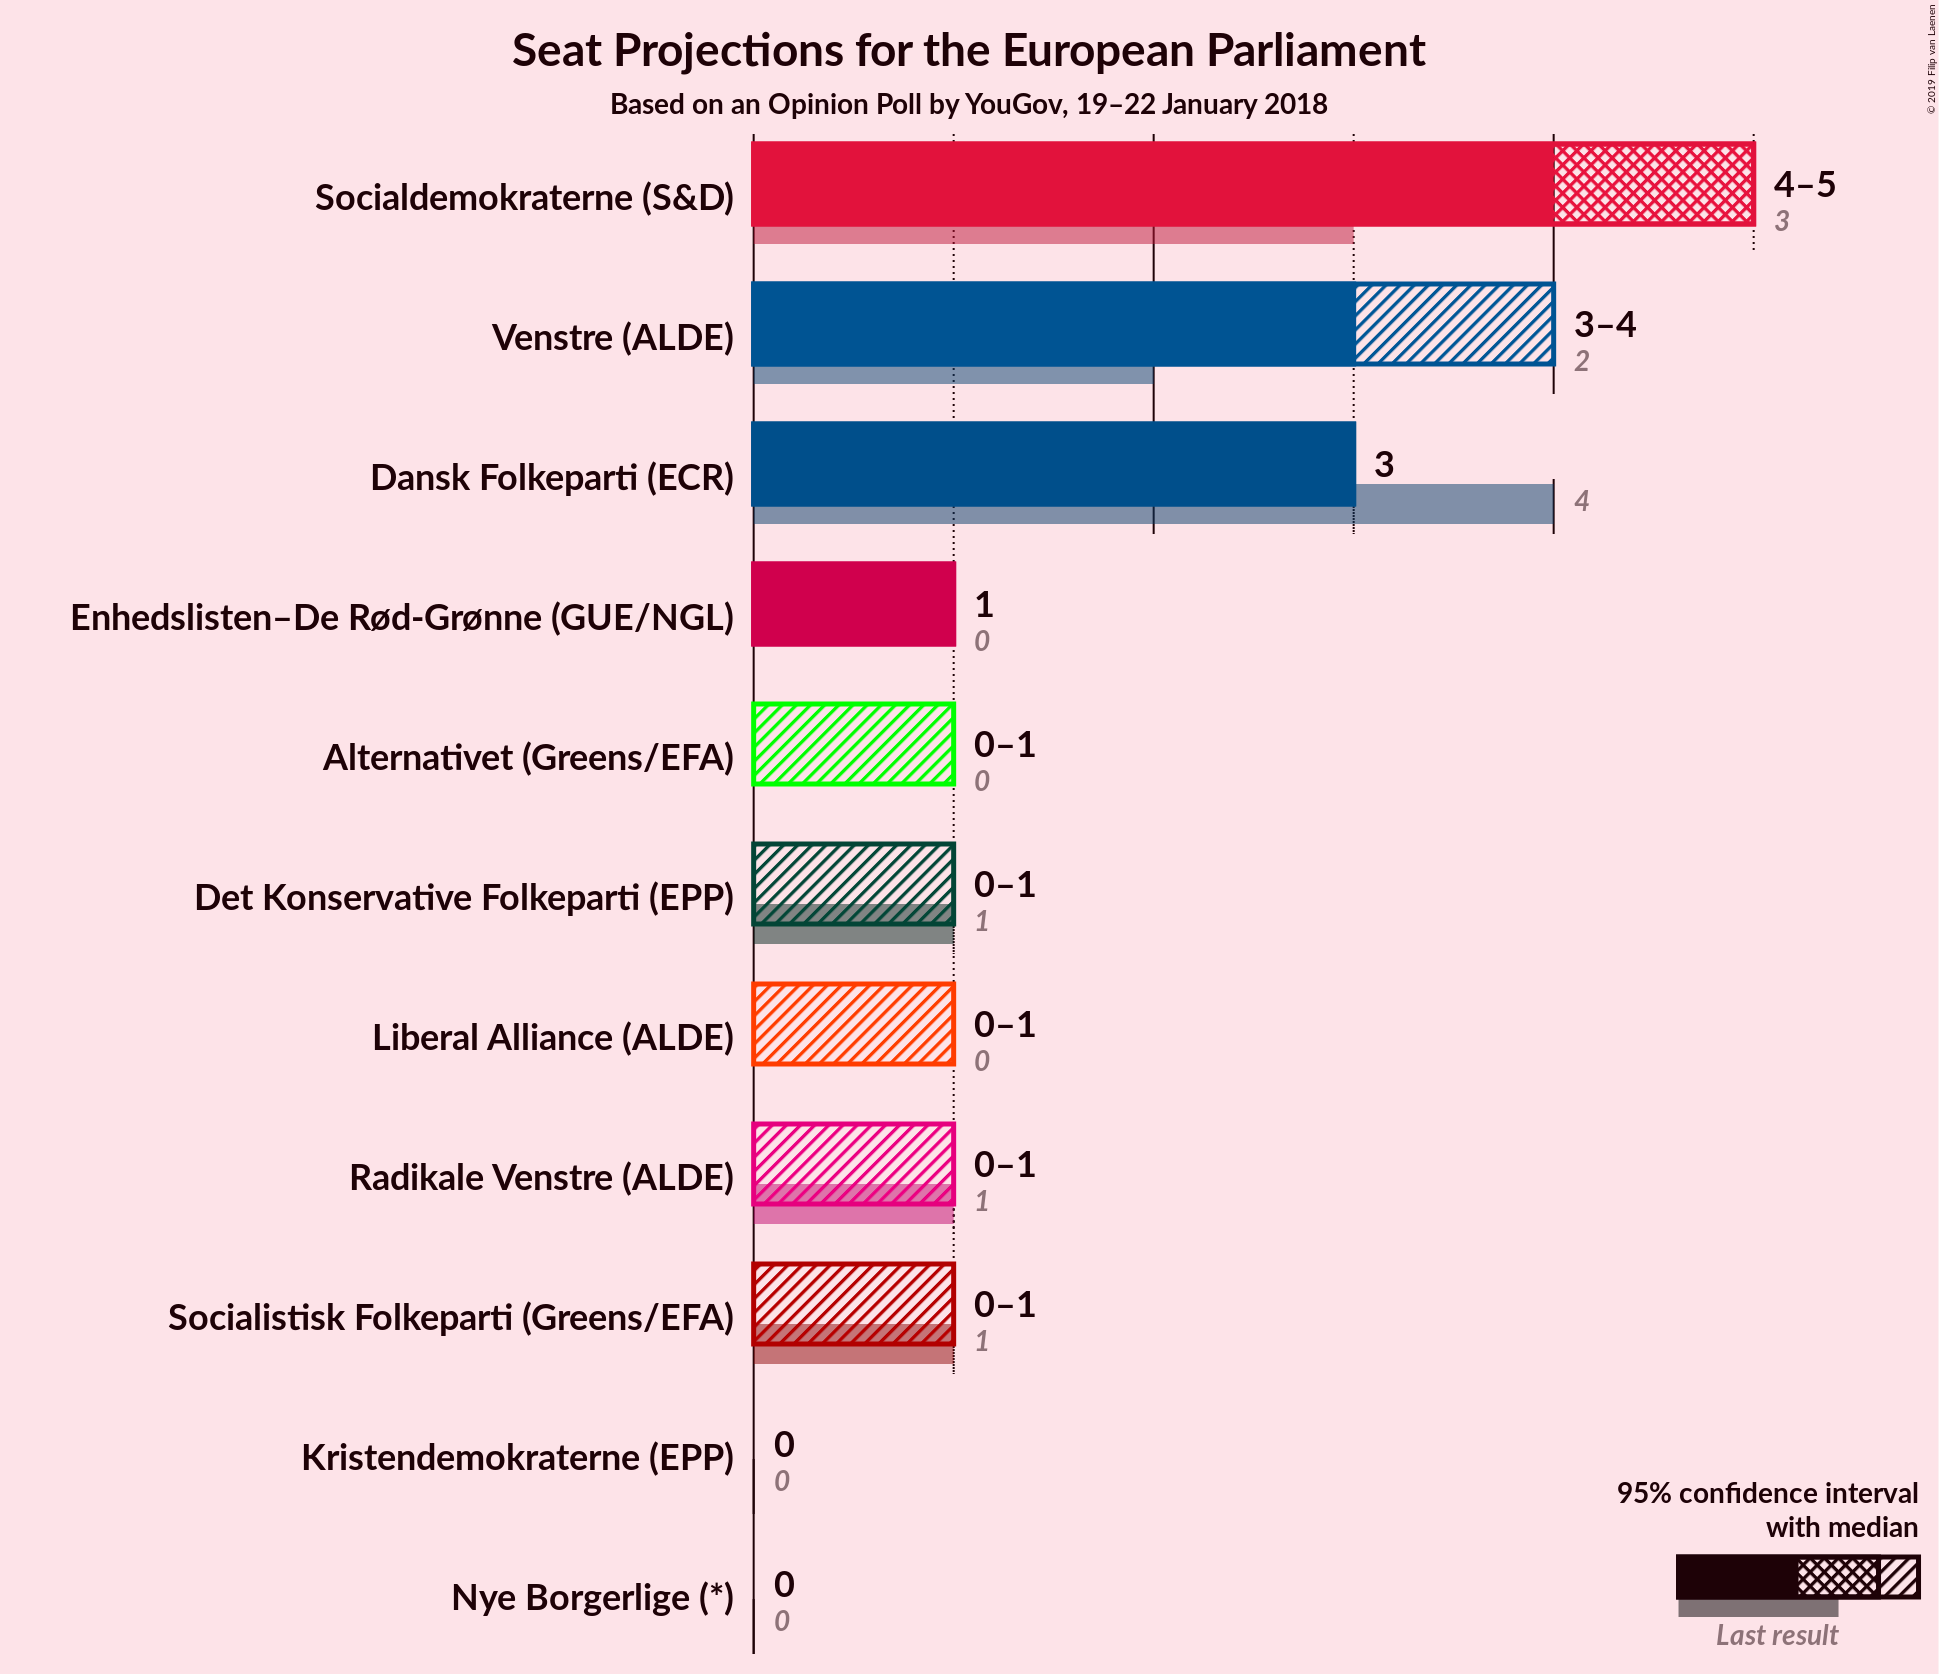 Seat Projections for the European Parliament
Based on an Opinion Poll by YouGov, 19–22 January 2018
© 2019 Filip van Laenen
Socialdemokraterne (S&D)
4–5
3
Venstre (ALDE)
3–4
2
Dansk Folkeparti (ECR)
3
4
Enhedslisten–De Rød-Grønne (GUE/NGL)
1
0
Alternativet (Greens/EFA)
0–1
0
Det Konservative Folkeparti (EPP)
0–1
1
Liberal Alliance (ALDE)
0–1
0
Radikale Venstre (ALDE)
0–1
1
Socialistisk Folkeparti (Greens/EFA)
0–1
1
Kristendemokraterne (EPP)
0
0
Nye Borgerlige (*)
0
0
95% confidence interval
with median
Last result